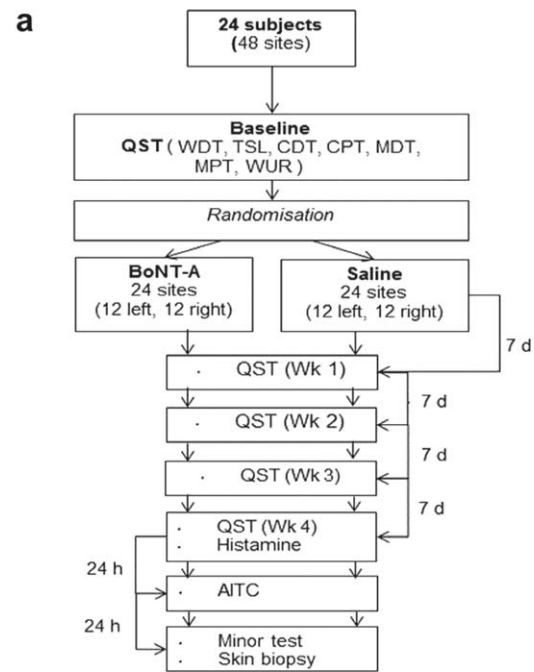 a
24 subjects
(48 sites)
Baseline
QST ( WDT, TSL, CDT, CPT, MDT,
MPT, WUR )
Randomisation
BoNT-A
24 sites
(12 left, 12 right)
Saline
24 sites
(12 left, 12 right)
7 d
· QST (Wk 1)
7 d
· QST (Wk 2)
7 d
· QST (Wk 3)
7 d
· QST (Wk 4)
· Histamine
24 h
· AITC
24 h
· Minor test
· Skin biopsy